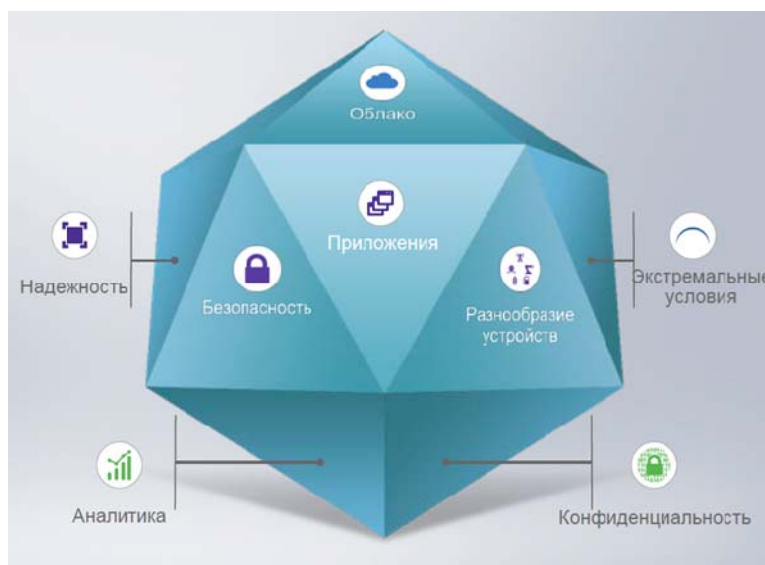 Облако
Приложения
Надежность
Безопасность
Разнообразие
устройств
Экстремальные
условия
Аналитика
Конфиденциальность